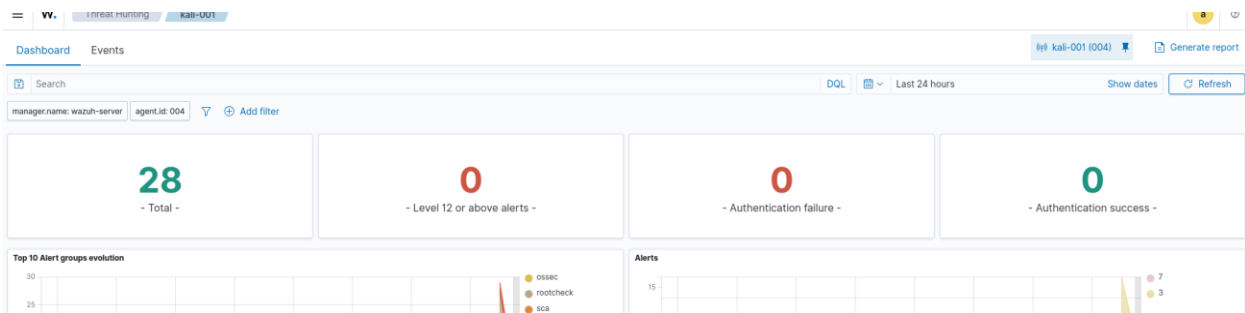 W. Threat Hunting kali-001 a
Dashboard Events kali-001 (004) Generate report
Search DQL Last 24 hours Show dates Refresh
manager.name: wazuh-server agent.id: 004 Add filter
28 0 0 0
- Total - - Level 12 or above alerts - - Authentication failure - - Authentication success -
Top 10 Alert groups evolution Alerts
30 ossec 7
15
rootcheck 3
25
sca